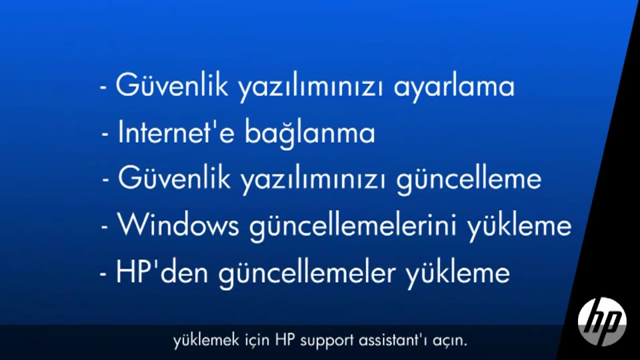 - Güvenlik yazılımınızı ayarlama
- Internet'e bağlanma
- Güvenlik yazılımınızı güncelleme
- Windows güncellemelerini yükleme
- HP'den güncellemeler yükleme
hp
yüklemek için HP support assistant'ı açın.